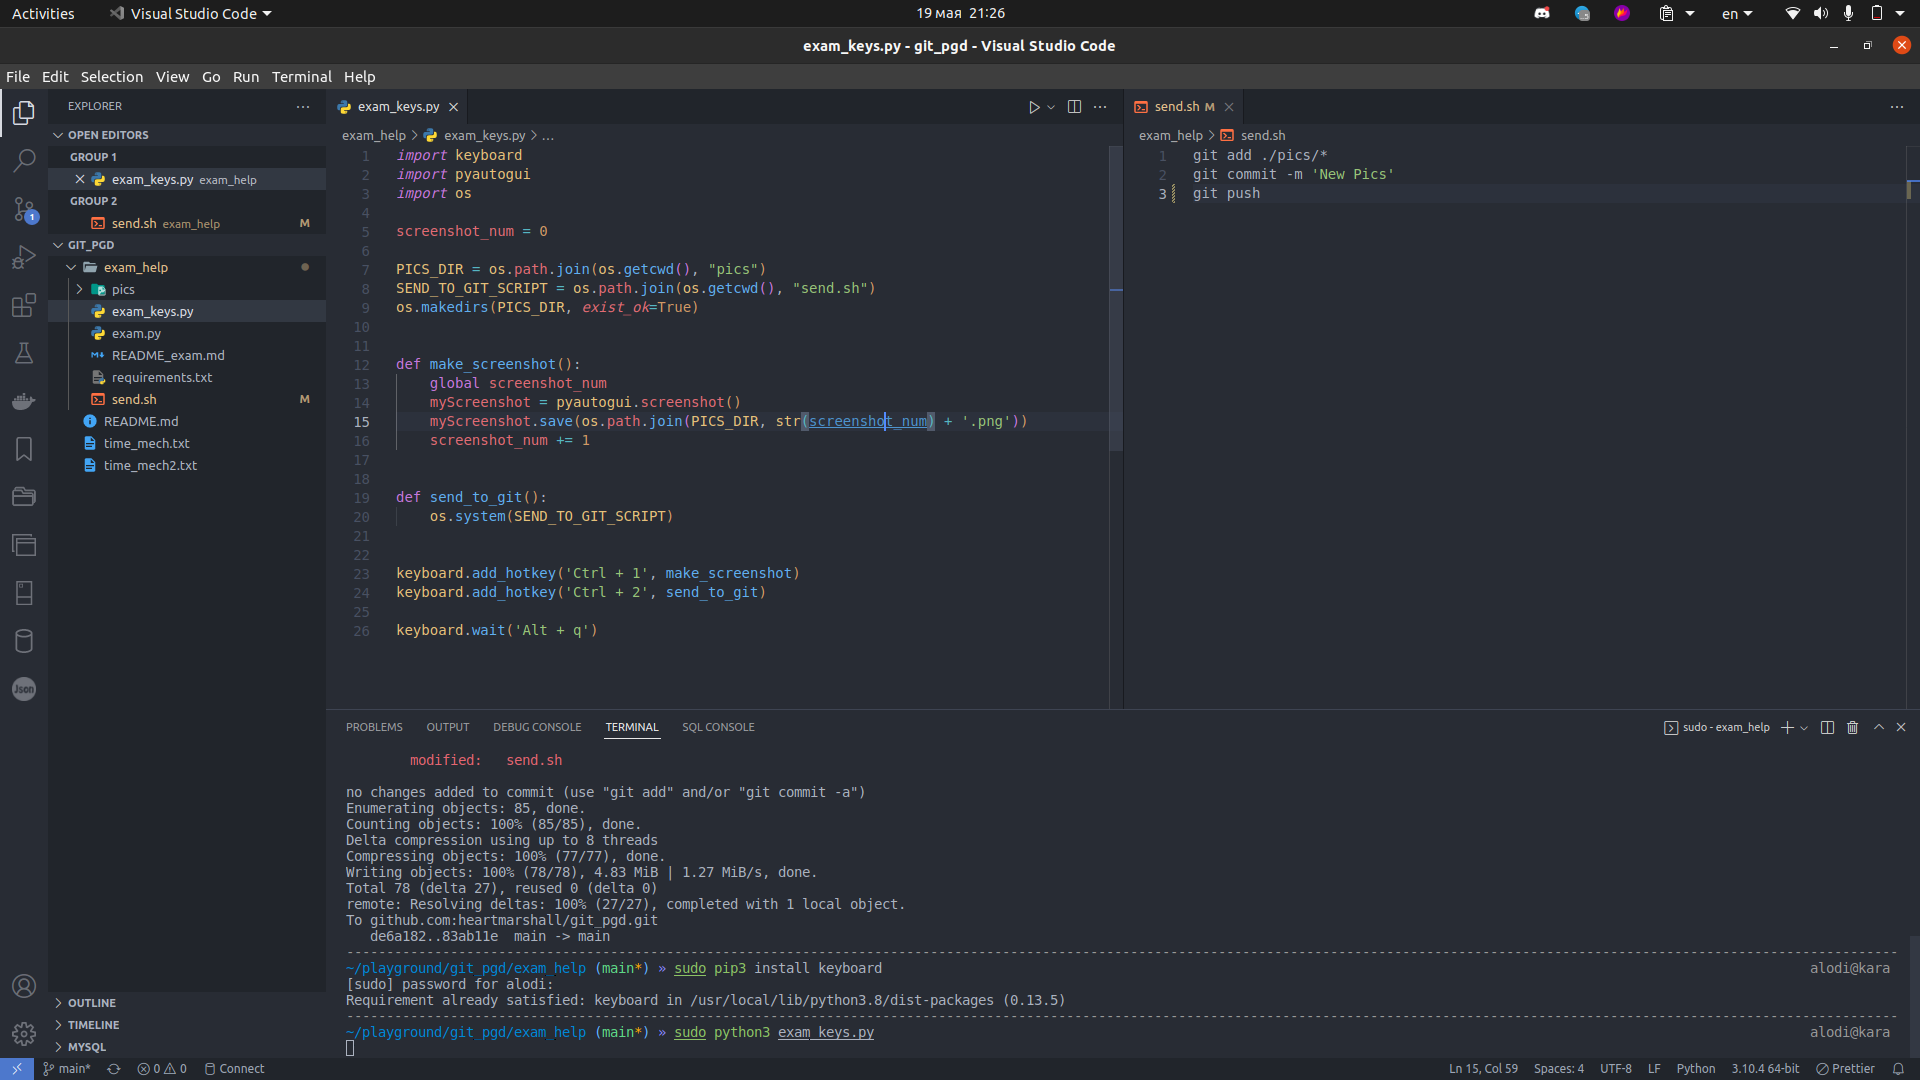 Activities
Visual Studio Code
19 мая 21:26
en
exam_keys.py - git_pgd - Visual Studio Code
File Edit Selection View Go Run Terminal Help
EXPLORER
OPEN EDITORS
GROUP 1
exam_keys.py exam_help
GROUP 2
send.sh exam_help M
GIT_PGD
exam_help
pics
exam_keys.py
exam.py
README_exam.md
requirements.txt
send.sh M
README.md
time_mech.txt
time_mech2.txt
OUTLINE
TIMELINE
MYSQL
1
Json
exam_keys.py
exam_help > exam_keys.py > ...
1 import keyboard
2 import pyautogui
3 import os
4
5 screenshot_num = 0
6
7 PICS_DIR = os.path.join(os.getcwd(), "pics")
8 SEND_TO_GIT_SCRIPT = os.path.join(os.getcwd(), "send.sh")
9 os.makedirs(PICS_DIR, exist_ok=True)
10
11
12 def make_screenshot():
13 global screenshot_num
14 myScreenshot = pyautogui.screenshot()
15 myScreenshot.save(os.path.join(PICS_DIR, str(screenshot_num) + '.png'))
16 screenshot_num += 1
17
18
19 def send_to_git():
20 os.system(SEND_TO_GIT_SCRIPT)
21
22
23 keyboard.add_hotkey('Ctrl + 1', make_screenshot)
24 keyboard.add_hotkey('Ctrl + 2', send_to_git)
25
26 keyboard.wait('Alt + q')
send.sh M
exam_help > send.sh
1 git add ./pics/*
2 git commit -m 'New Pics'
3 git push
PROBLEMS OUTPUT DEBUG CONSOLE TERMINAL SQL CONSOLE
sudo - exam_help
modified: send.sh
no changes added to commit (use "git add" and/or "git commit -a")
Enumerating objects: 85, done.
Counting objects: 100% (85/85), done.
Delta compression using up to 8 threads
Compressing objects: 100% (77/77), done.
Writing objects: 100% (78/78), 4.83 MiB | 1.27 MiB/s, done.
Total 78 (delta 27), reused 0 (delta 0)
remote: Resolving deltas: 100% (27/27), completed with 1 local object.
To github.com:heartmarshall/git_pgd.git
de6a182..83ab11e main -> main
~/playground/git_pgd/exam_help (main*) » sudo pip3 install keyboard alodi@kara
[sudo] password for alodi:
Requirement already satisfied: keyboard in /usr/local/lib/python3.8/dist-packages (0.13.5)
~/playground/git_pgd/exam_help (main*) » sudo python3 exam_keys.py alodi@kara
main* 0 0 Connect
Ln 15, Col 59 Spaces: 4 UTF-8 LF Python 3.10.4 64-bit Prettier